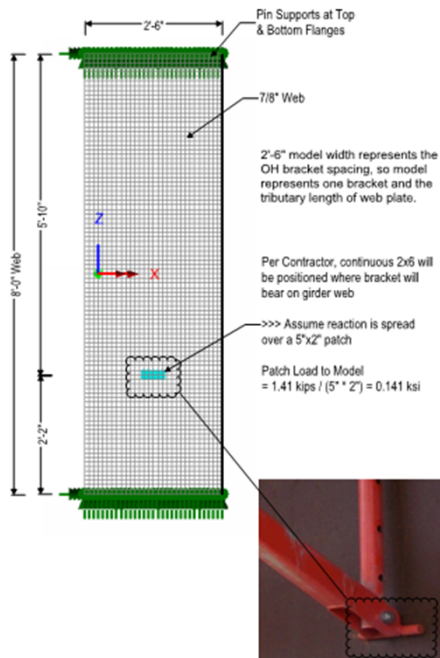 2'-6"
Pin Supports at Top
& Bottom Flanges
7/8" Web
2'-6" model width represents the
OH bracket spacing, so model
represents one bracket and the
tributary length of web plate.
5'-10"
Z
X
8'-0" Web
Per Contractor, continuous 2x6 will
be positioned where bracket will
bear on girder web
>>> Assume reaction is spread
over a 5"x2" patch
Patch Load to Model
= 1.41 kips / (5" * 2") = 0.141 ksi
2'-2"